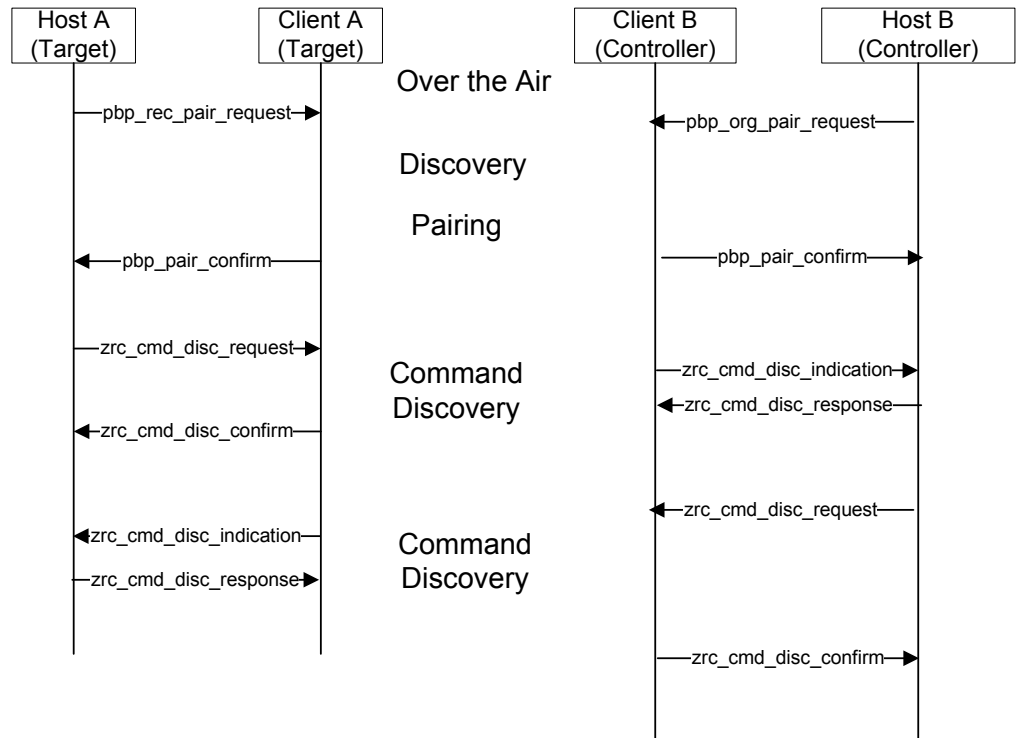 Host A
(Target)
Client A
(Target)
Client B
(Controller)
Host B
(Controller)
Over the Air
pbp_rec_pair_request
pbp_org_pair_request
Discovery
Pairing
pbp_pair_confirm
pbp_pair_confirm
zrc_cmd_disc_request
Command
Discovery
zrc_cmd_disc_indication
zrc_cmd_disc_response
zrc_cmd_disc_confirm
zrc_cmd_disc_request
zrc_cmd_disc_indication
Command
Discovery
zrc_cmd_disc_response
zrc_cmd_disc_confirm